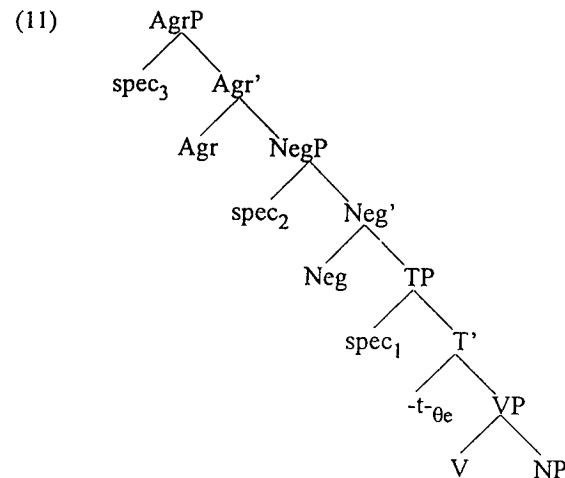 (11) AgrP
spec3 Agr'
Agr NegP
spec2 Neg'
Neg TP
spec1 T'
-t-θe VP
V NP